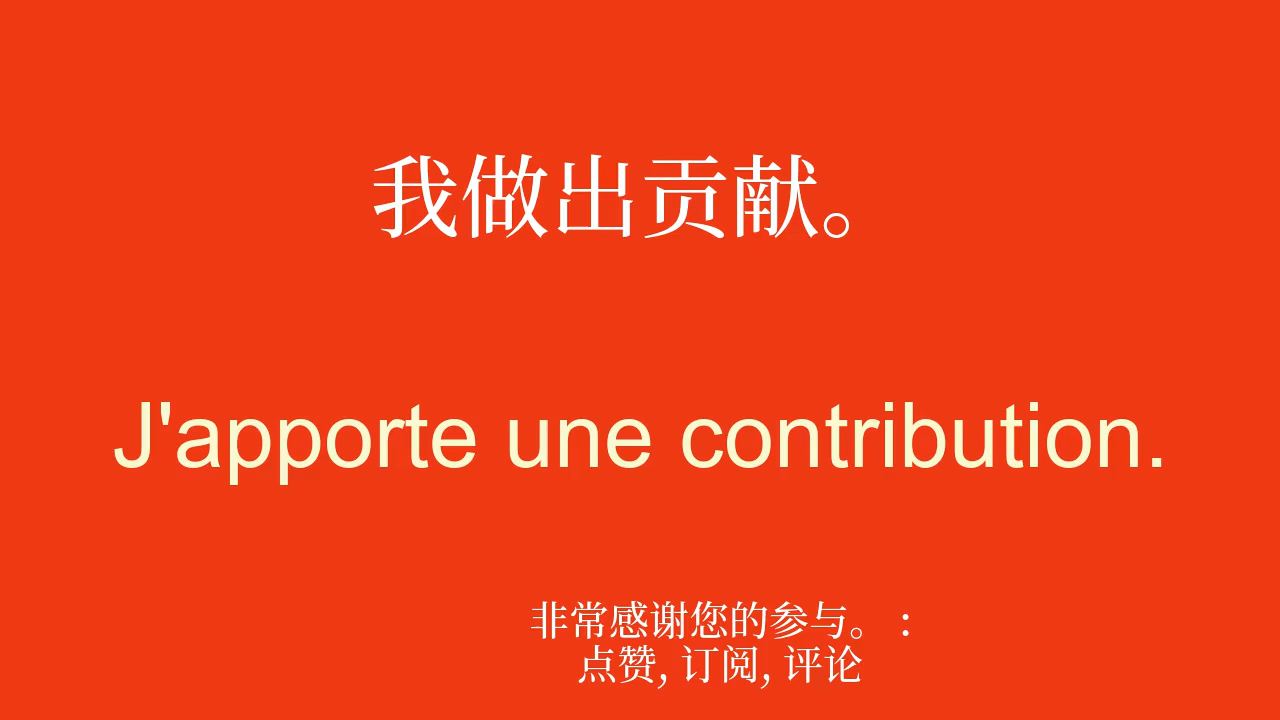 我做出贡献。
J'apporte une contribution.
非常感谢您的参与。 :
点赞, 订阅, 评论